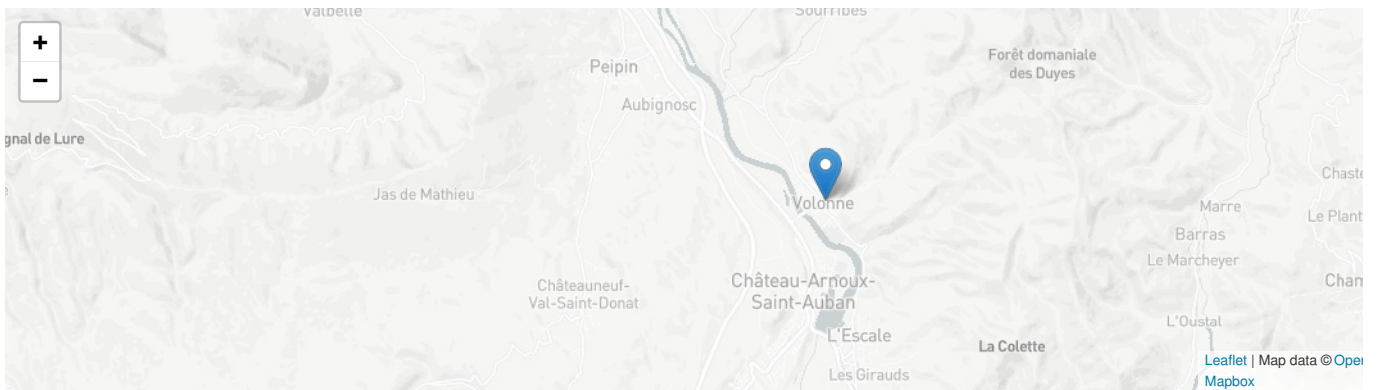 Valbelle
Sourribes
+
−
Forêt domaniale
des Duyes
Peipin
Aubignosc
gnal de Lure
Jas de Mathieu
Volonne
Chaste
Marre
Le Plant
Barras
Le Marcheyer
Château-Arnoux-
Saint-Auban
Châteauneuf-
Val-Saint-Donat
Cham
L'Oustal
L'Escale
La Colette
Les Girauds
Leaflet | Map data © Open
Mapbox